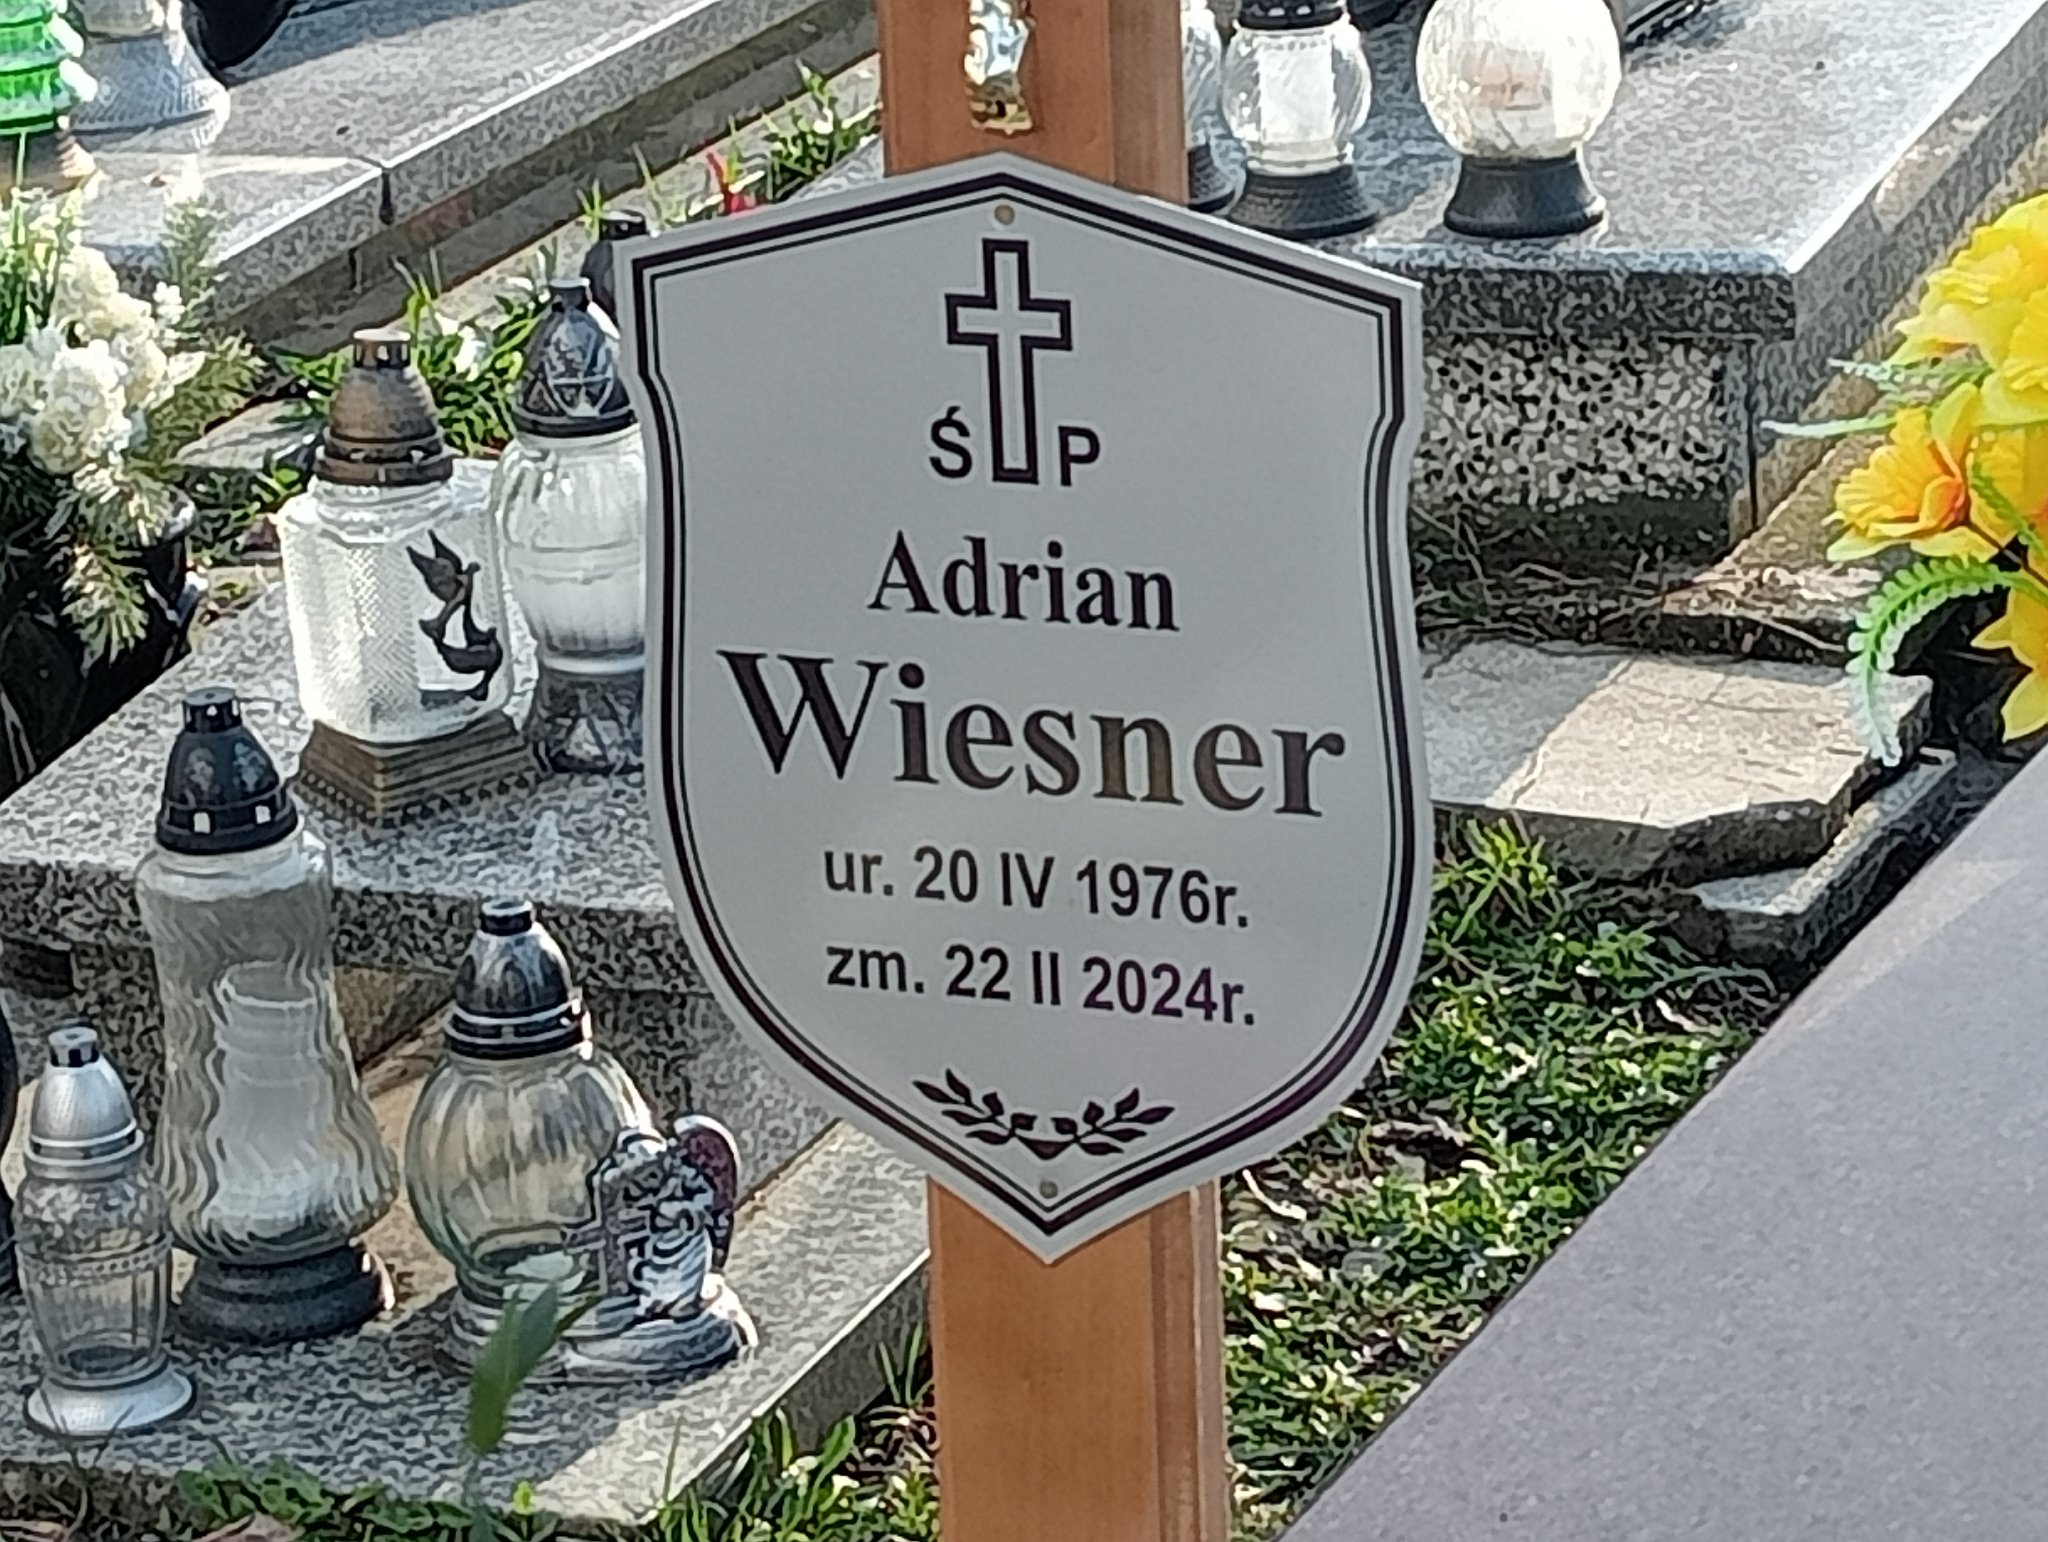 Ś P
Adrian
Wiesner
ur. 20 IV 1976r.
zm. 22 II 2024r.